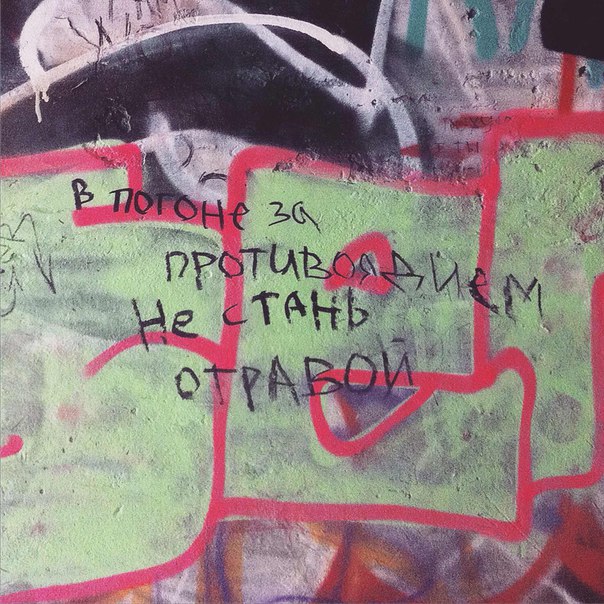 В ПОГОНЕ ЗА
ПРОТИВОЯДИЕМ
НЕ СТАНЬ
ОТРАВОЙ